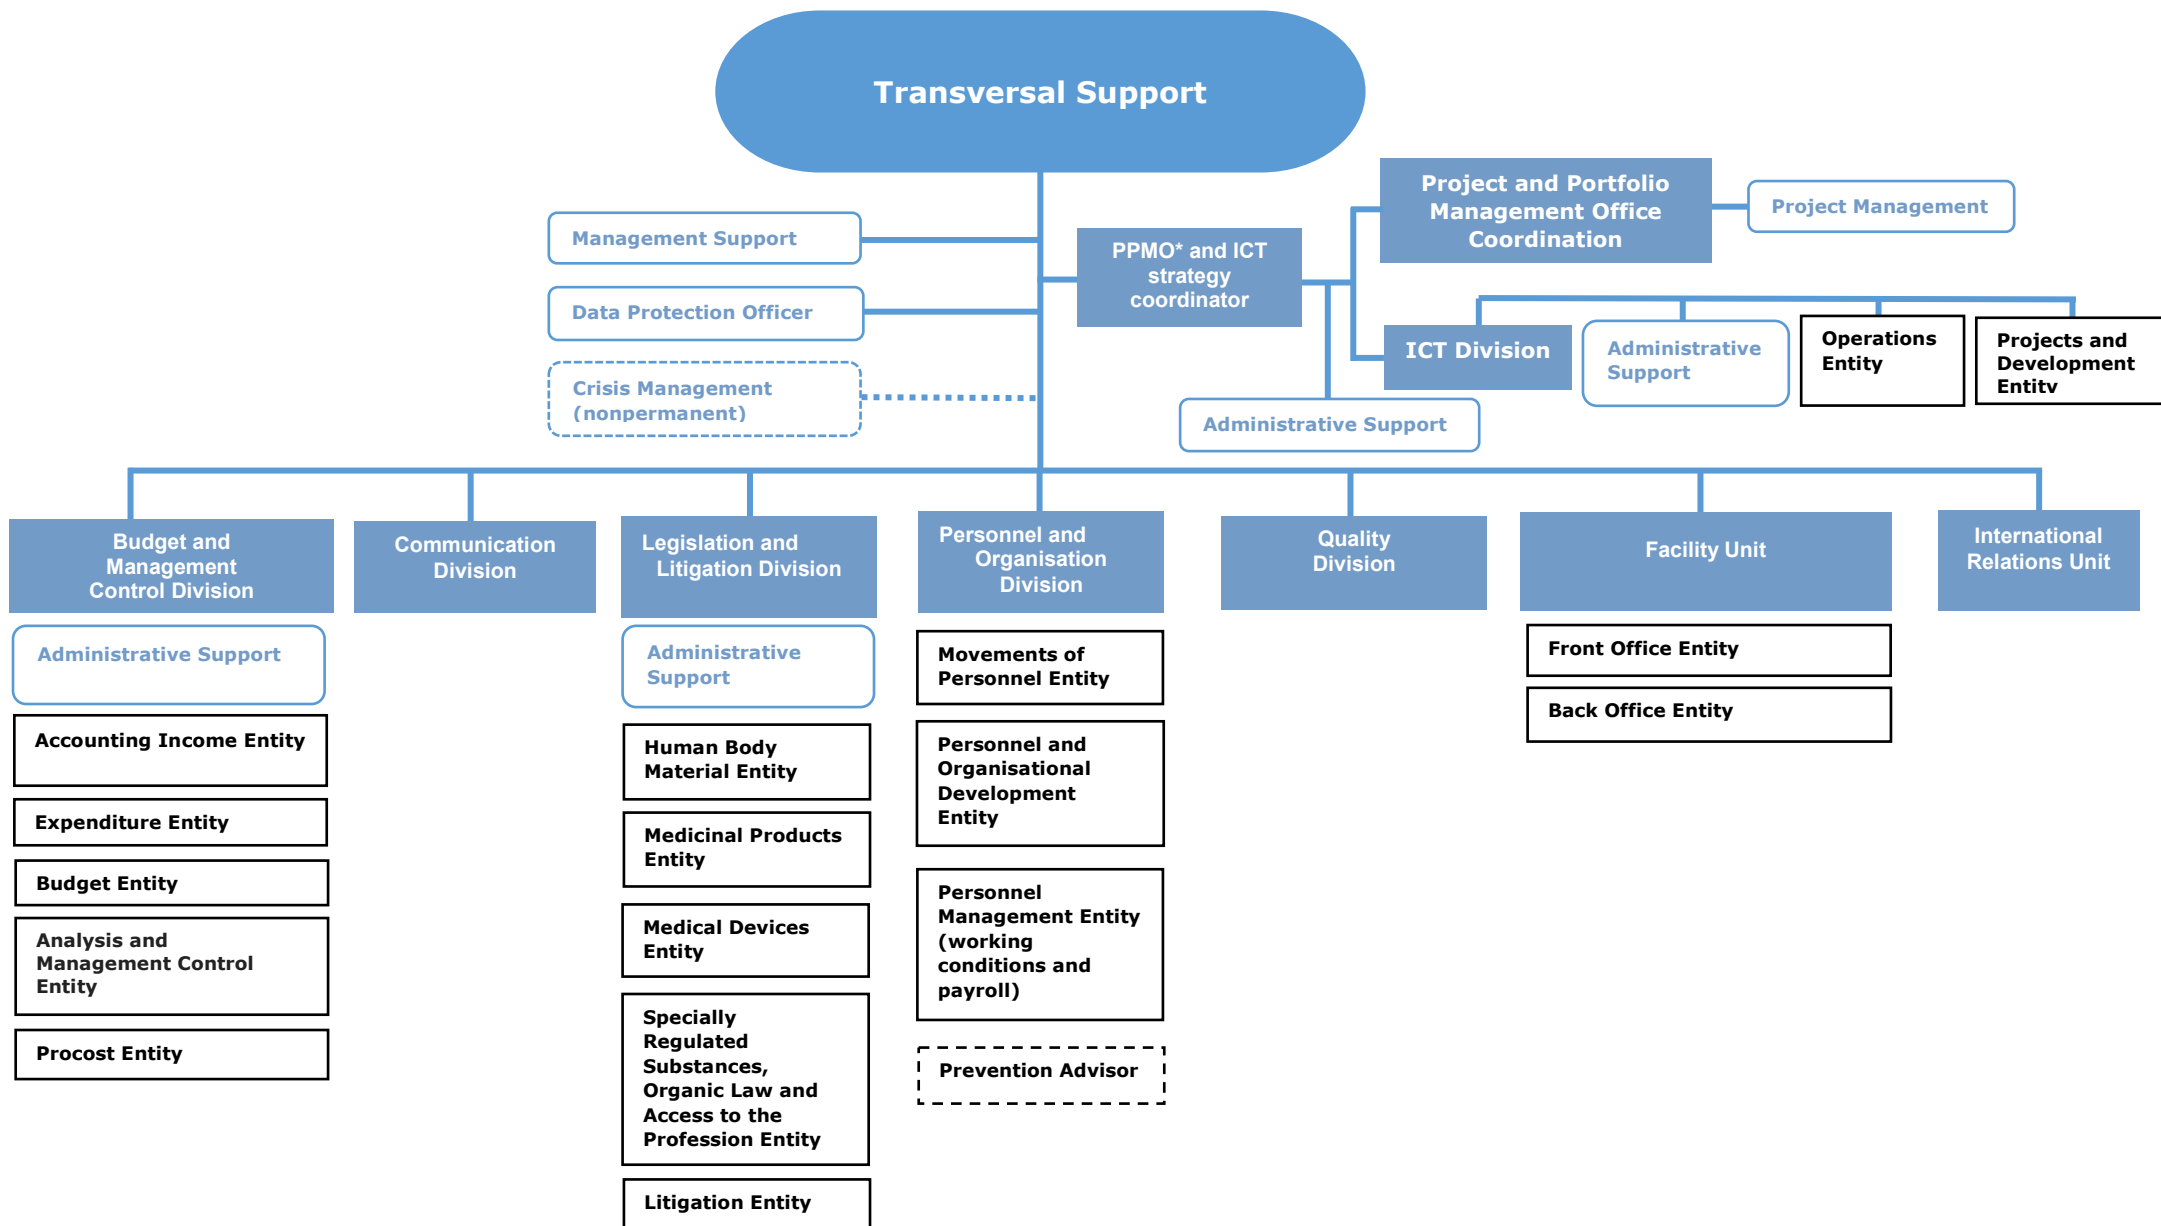 Transversal Support
Project and Portfolio
Management Office
Coordination
Project Management
Management Support
PPMO* and ICT
strategy
coordinator
Data Protection Officer
ICT Division
Administrative
Support
Operations
Entity
Projects and
Development
Entity
Crisis Management
(nonpermanent)
Administrative Support
Budget and
Management
Control Division
Communication
Division
Legislation and
Litigation Division
Personnel and
Organisation
Division
Quality
Division
Facility Unit
International
Relations Unit
Administrative Support
Accounting Income Entity
Expenditure Entity
Budget Entity
Analysis and
Management Control
Entity
Procost Entity
Administrative
Support
Human Body
Material Entity
Medicinal Products
Entity
Medical Devices
Entity
Specially
Regulated
Substances,
Organic Law and
Access to the
Profession Entity
Litigation Entity
Movements of
Personnel Entity
Personnel and
Organisational
Development
Entity
Personnel
Management Entity
(working
conditions and
payroll)
Prevention Advisor
Front Office Entity
Back Office Entity